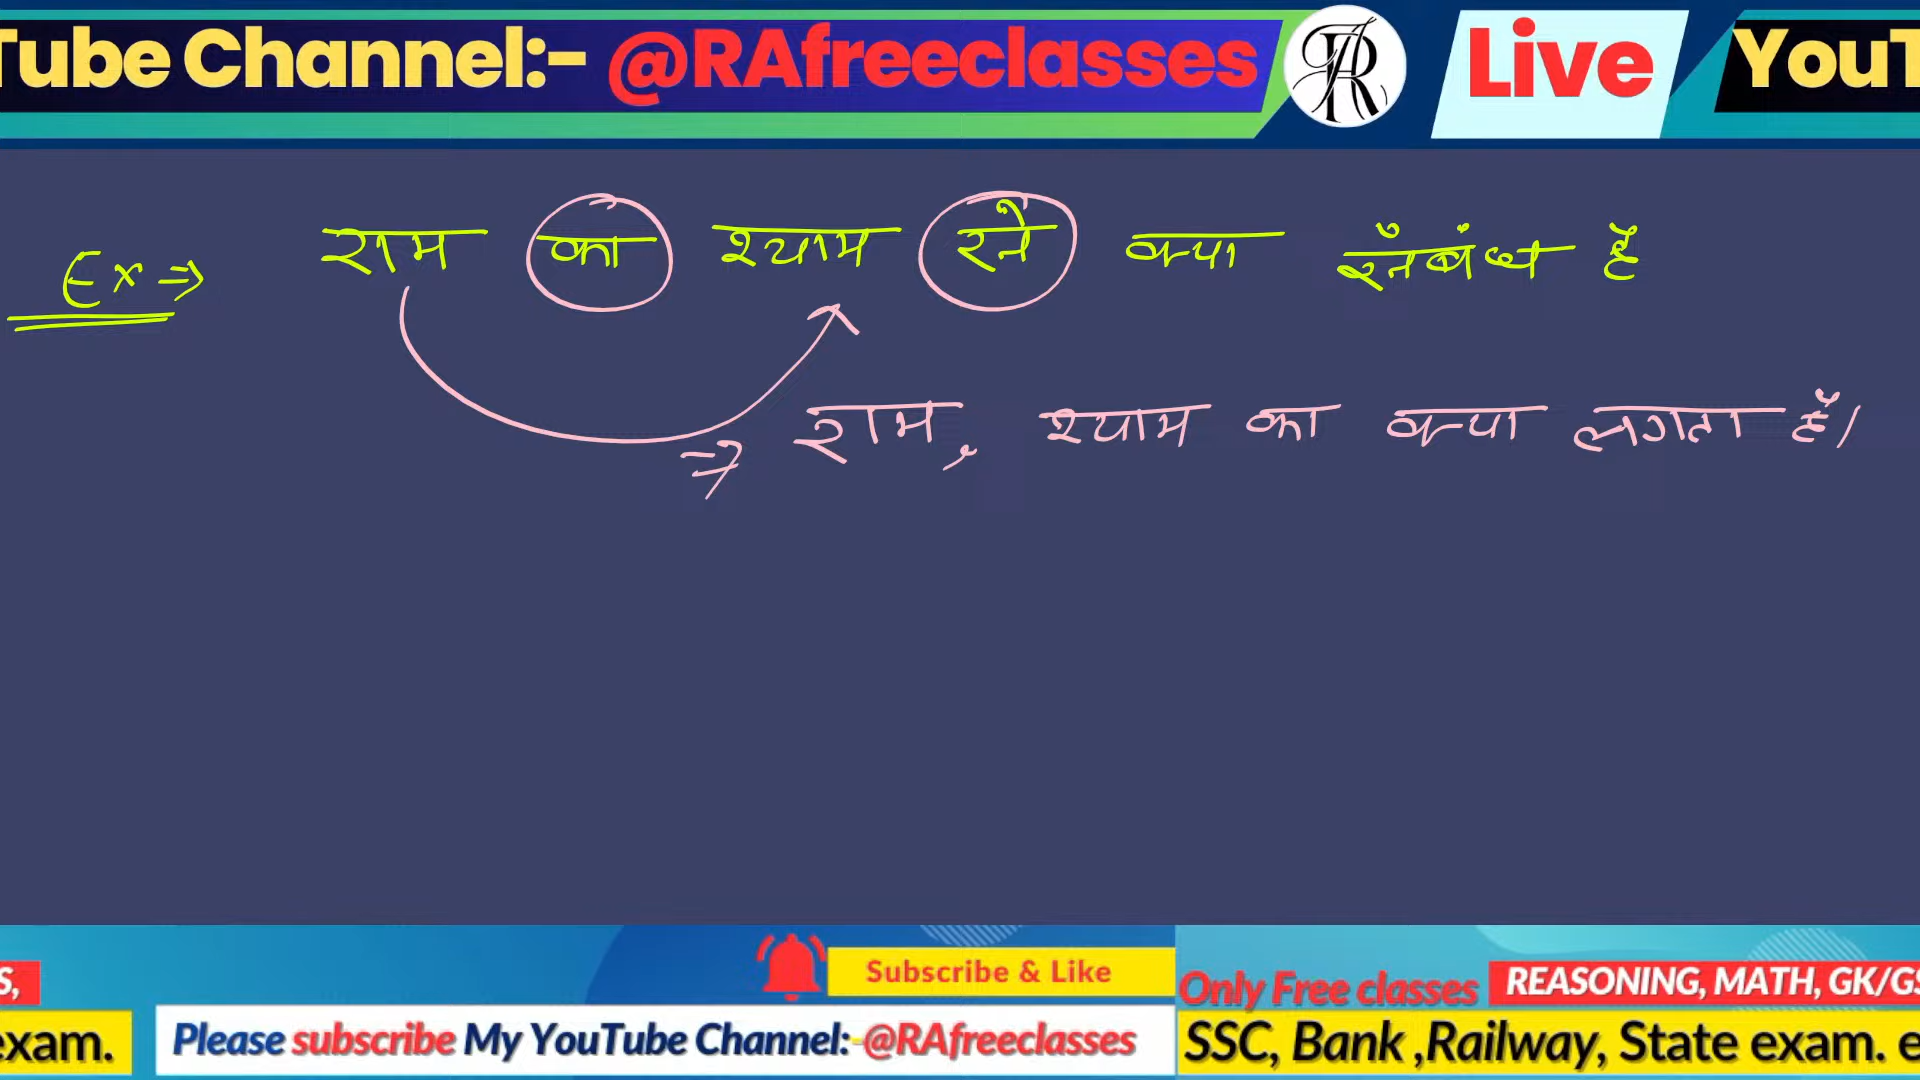 Tube Channel:- @RAfreeclasses
Live
YouT
Ex ⇒ राम का श्याम से क्या संबंध है
⇒ राम, श्याम का क्या लगता है।
S,
exam.
Subscribe & Like
Please subscribe My YouTube Channel:-@RAfreeclasses
Only Free classes
REASONING, MATH, GK/GS
SSC, Bank ,Railway, State exam. e